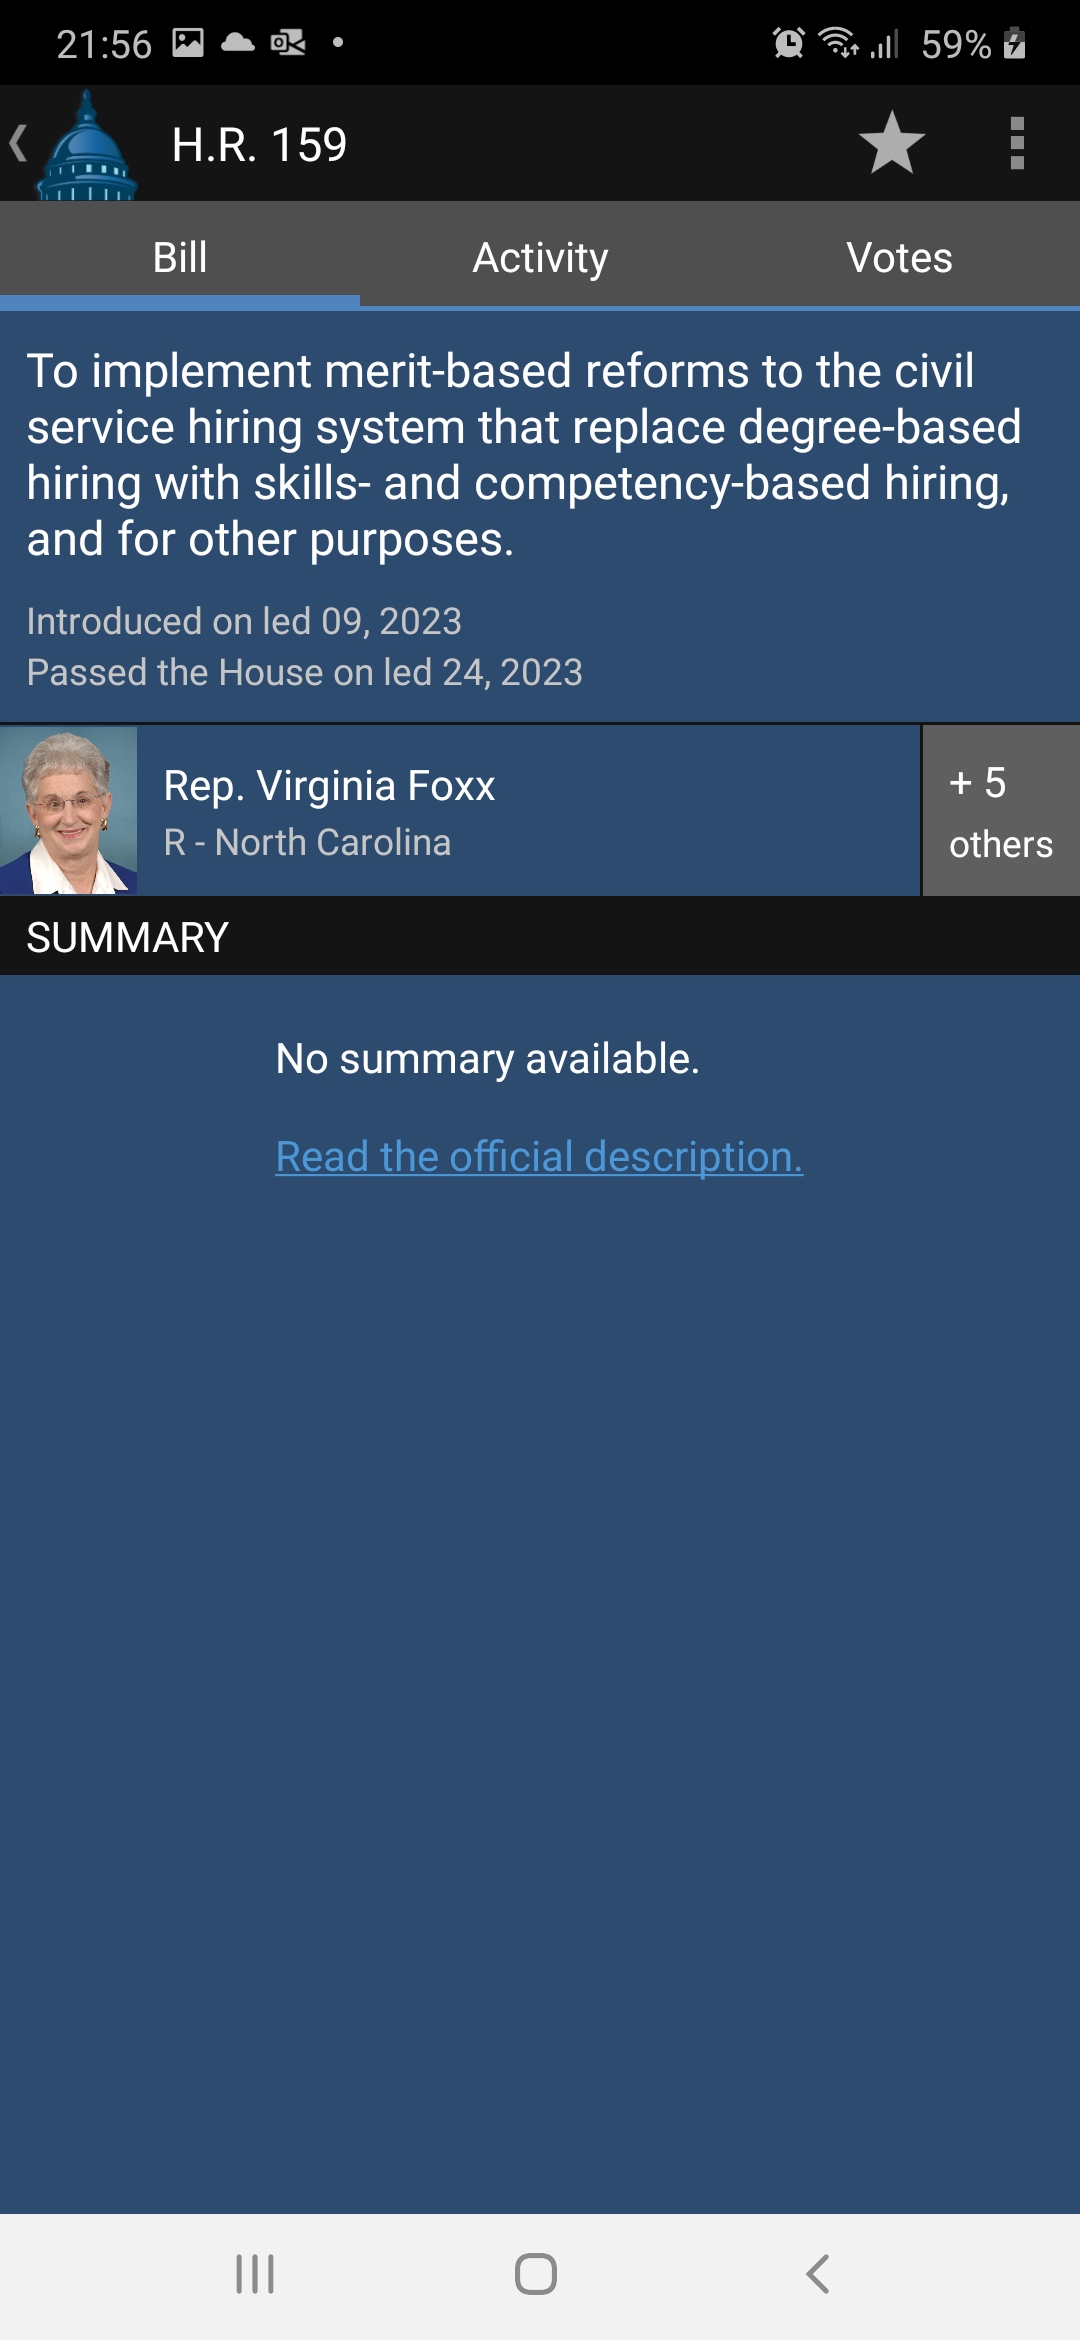 21:56
59%
H.R. 159
Bill
Activity
Votes
To implement merit-based reforms to the civil
service hiring system that replace degree-based
hiring with skills- and competency-based hiring,
and for other purposes.
Introduced on led 09, 2023
Passed the House on led 24, 2023
Rep. Virginia Foxx
R - North Carolina
+ 5
others
SUMMARY
No summary available.
Read the official description.